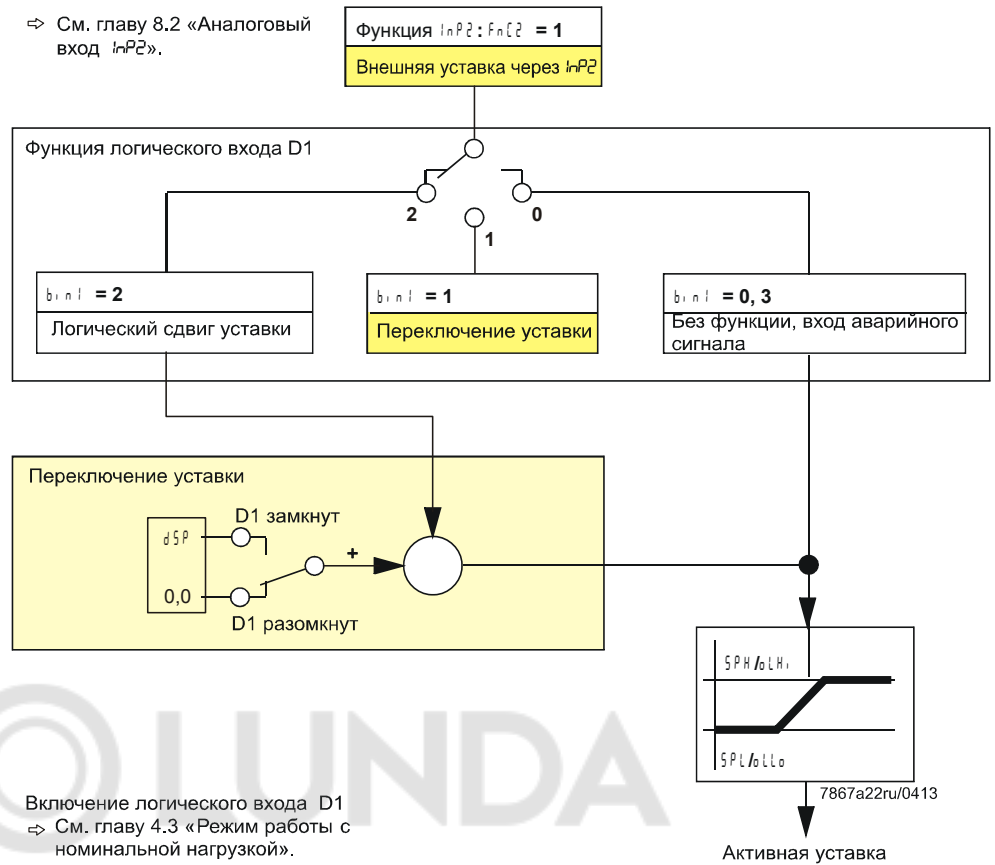 ⇨ См. главу 8.2 «Аналоговый
вход InP2».
Функция InP2: FnC2 = 1
Внешняя уставка через InP2
Функция логического входа D1
2
0
1
bin1 = 2
Логический сдвиг уставки
bin1 = 1
Переключение уставки
bin1 = 0, 3
Без функции, вход аварийного
сигнала
Переключение уставки
D1 замкнут
dSP
+
0,0
D1 разомкнут
SPH/oLHi
SPL/oLLo
7867a22ru/0413
LUNDA
Включение логического входа D1
⇨ См. главу 4.3 «Режим работы с
номинальной нагрузкой».
Активная уставка